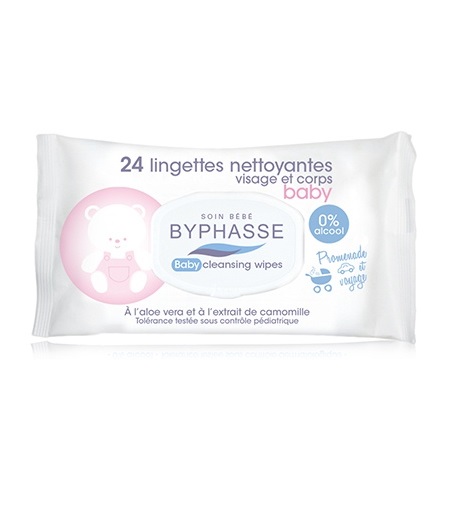 24 lingettes nettoyantes
visage et corps
baby
SOIN BÉBÉ
BYPHASSE
Baby cleansing wipes
0%
alcool
Promenade
et
voyage
À l'aloe vera et à l'extrait de camomille
Tolérance testée sous contrôle pédiatrique